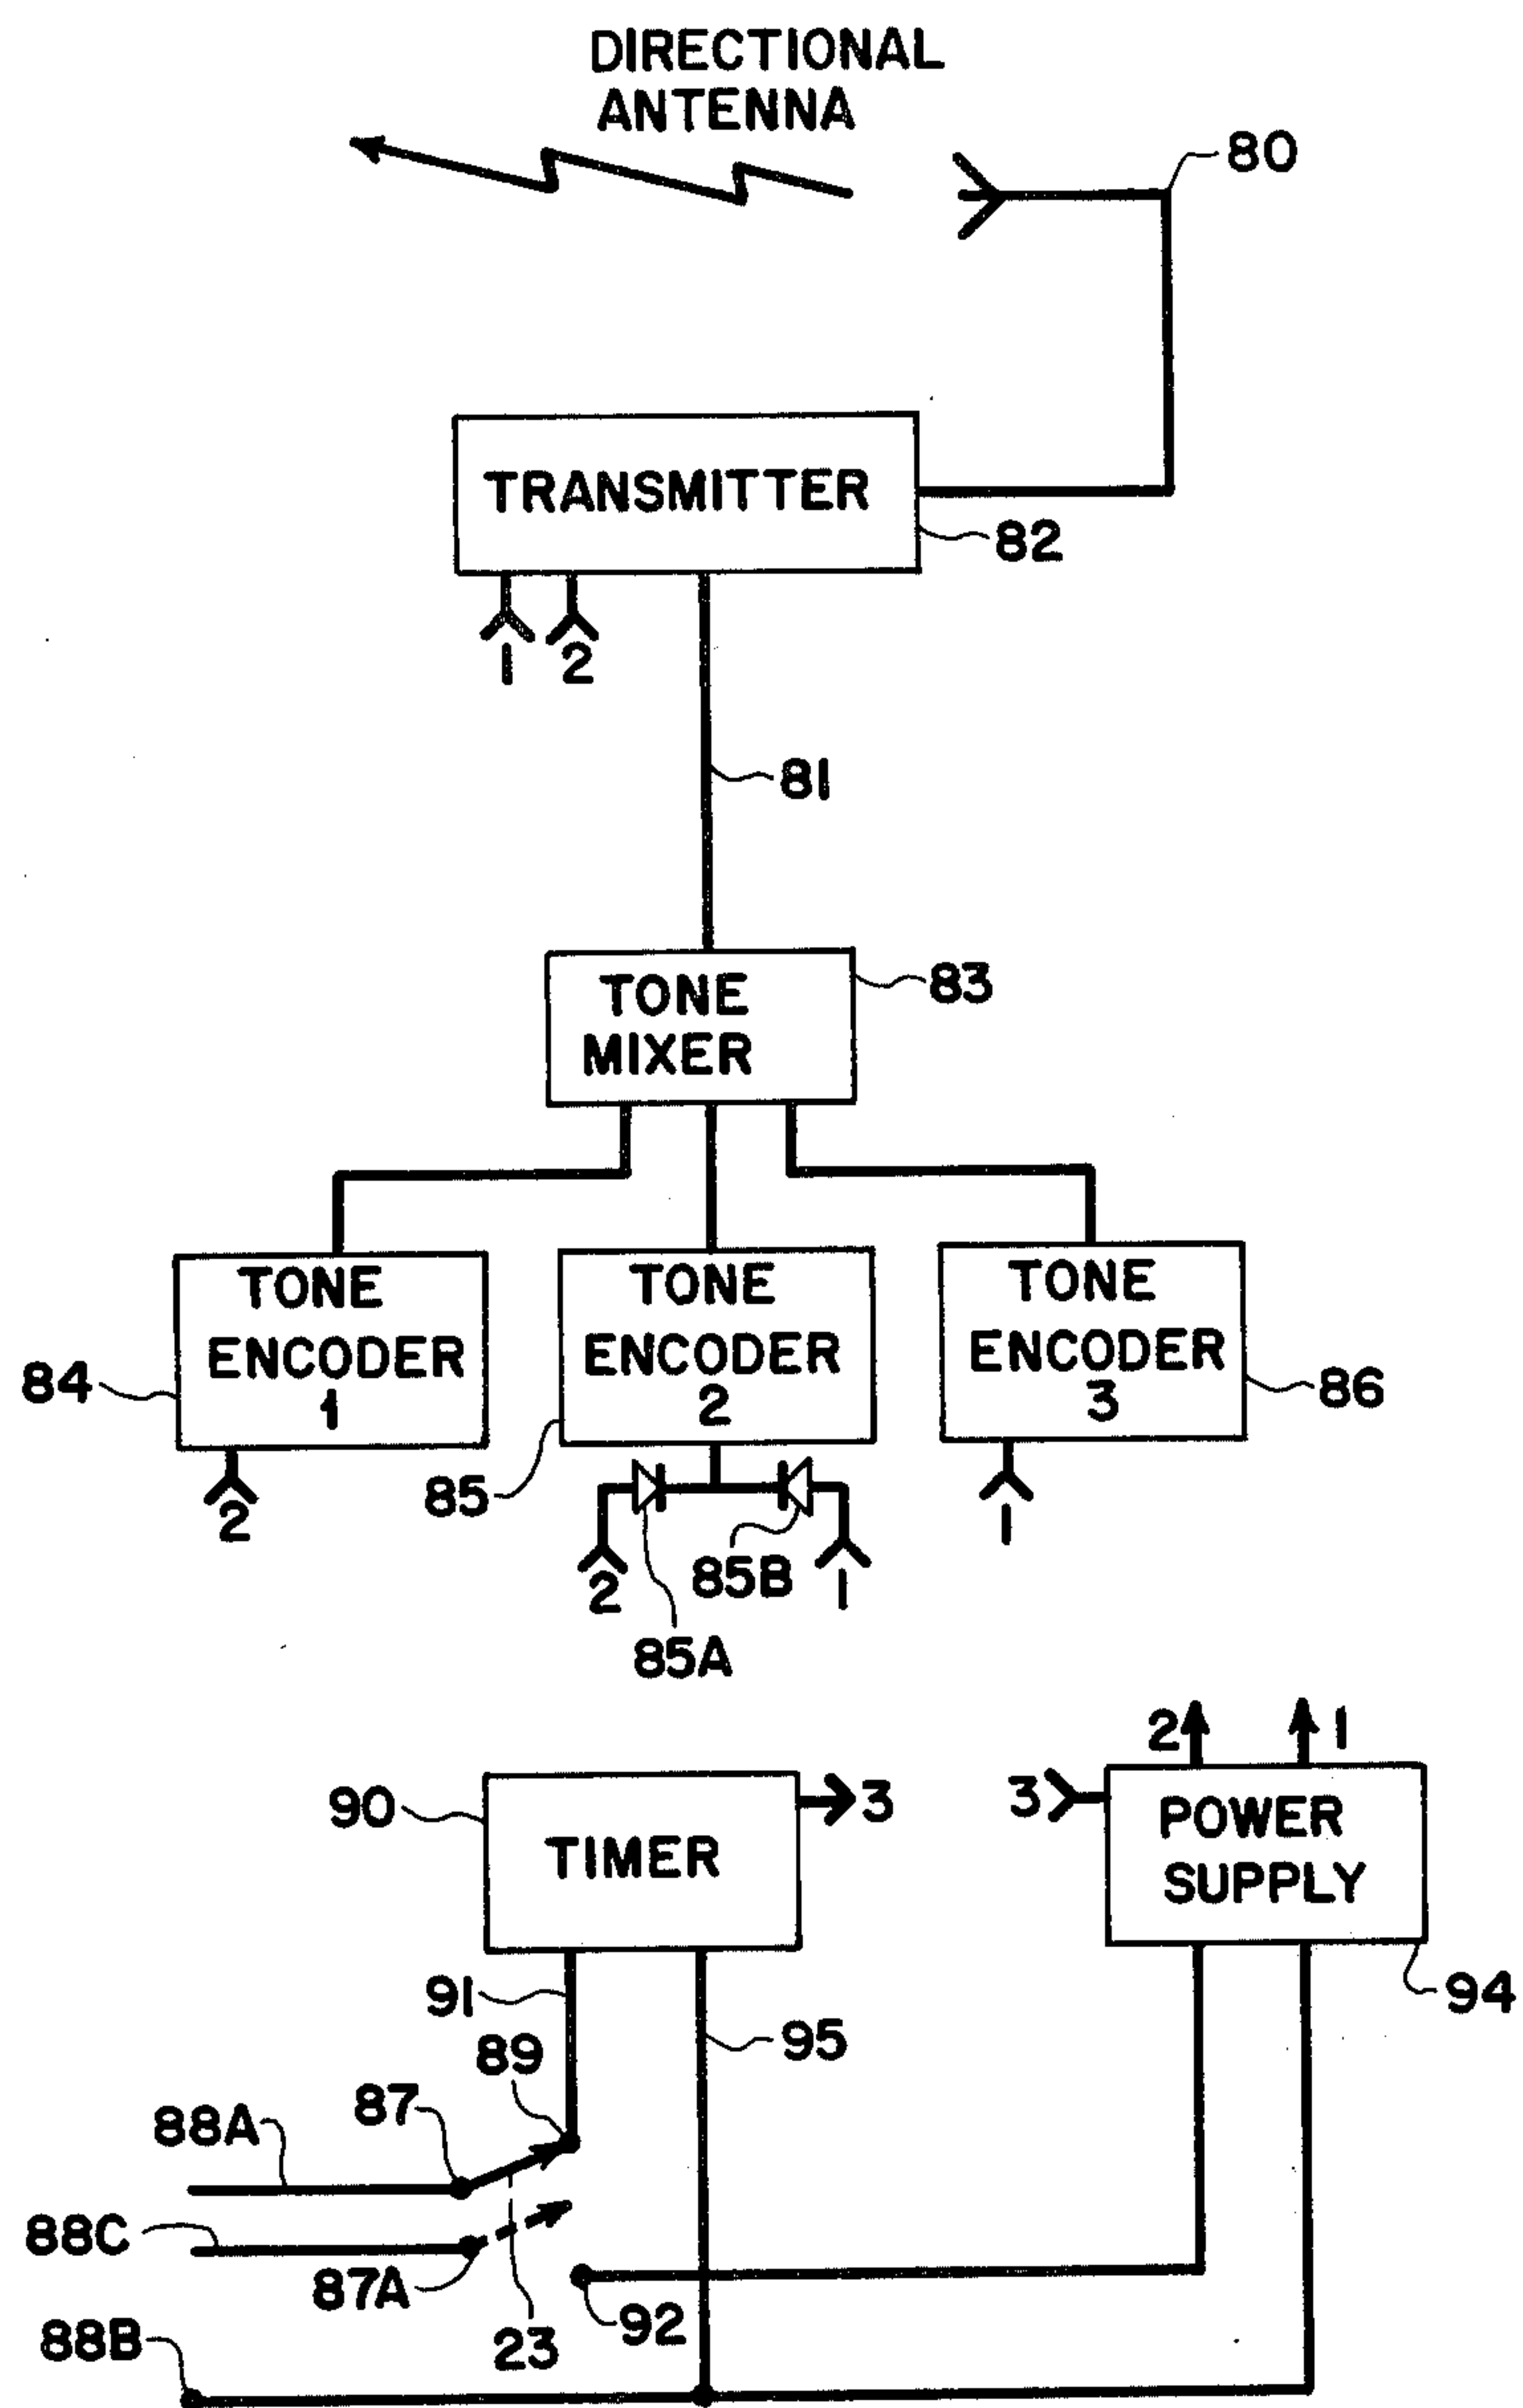 DIRECTIONAL
ANTENNA
80
TRANSMITTER
82
1 2
81
TONE
MIXER
83
TONE
ENCODER
1
84
2
TONE
ENCODER
2
85
2
85A
85B
1
TONE
ENCODER
3
86
1
TIMER
90
3
POWER
SUPPLY
2 1
3
94
91
95
89
87
88A
88C
87A
23
92
88B